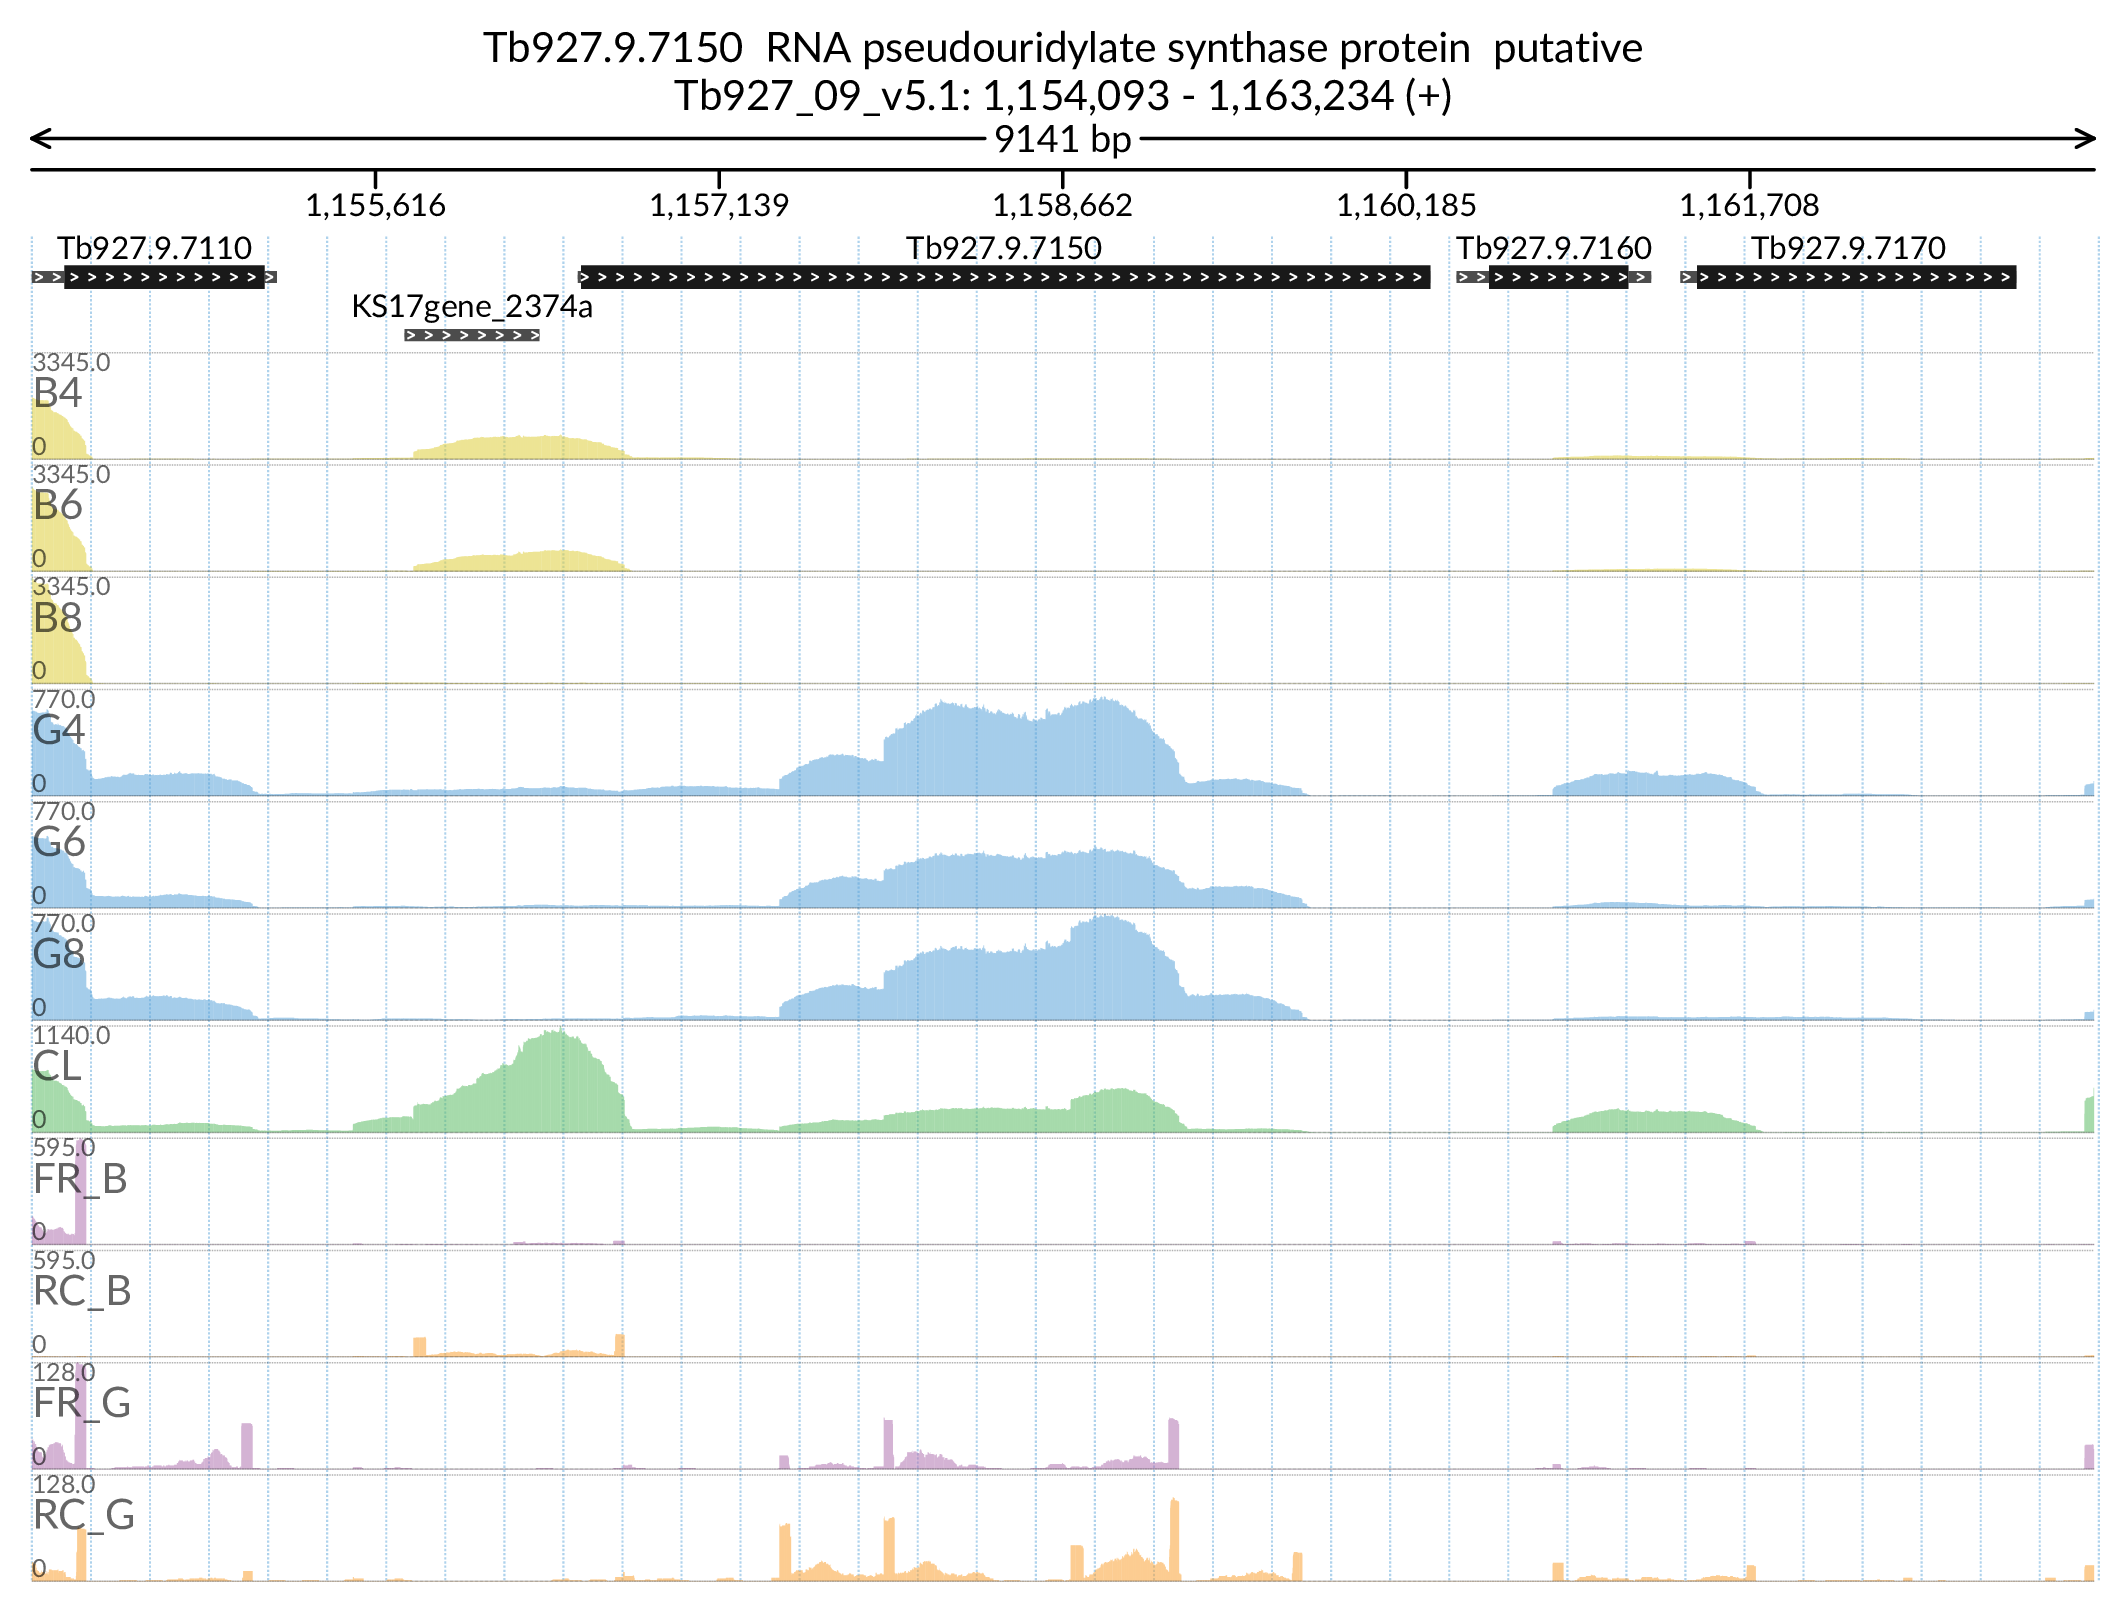 Tb927.9.7150  RNA pseudouridylate synthase protein  putative
Tb927_09_v5.1: 1,154,093 - 1,163,234 (+)
9141 bp
1,155,616 1,157,139 1,158,662 1,160,185 1,161,708
Tb927.9.7110 Tb927.9.7150 Tb927.9.7160 Tb927.9.7170
KS17gene_2374a
3345.0
B4
0
3345.0
B6
0
3345.0
B8
0
770.0
G4
0
770.0
G6
0
770.0
G8
0
1140.0
CL
0
595.0
FR_B
0
595.0
RC_B
0
128.0
FR_G
0
128.0
RC_G
0